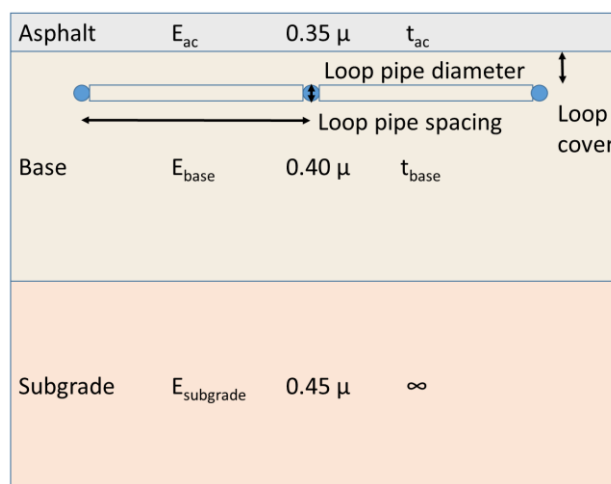 Asphalt E_ac 0.35 μ t_ac
Loop pipe diameter
Loop pipe spacing
Loop
cover
Base E_base 0.40 μ t_base
Subgrade E_subgrade 0.45 μ ∞